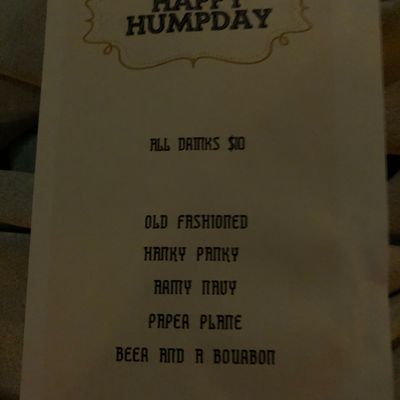 HAPPY
HUMPDAY
ALL DRINKS $10
OLD FASHIONED
HANKY PANKY
ARMY NAVY
PAPER PLANE
BEER AND A BOURBON